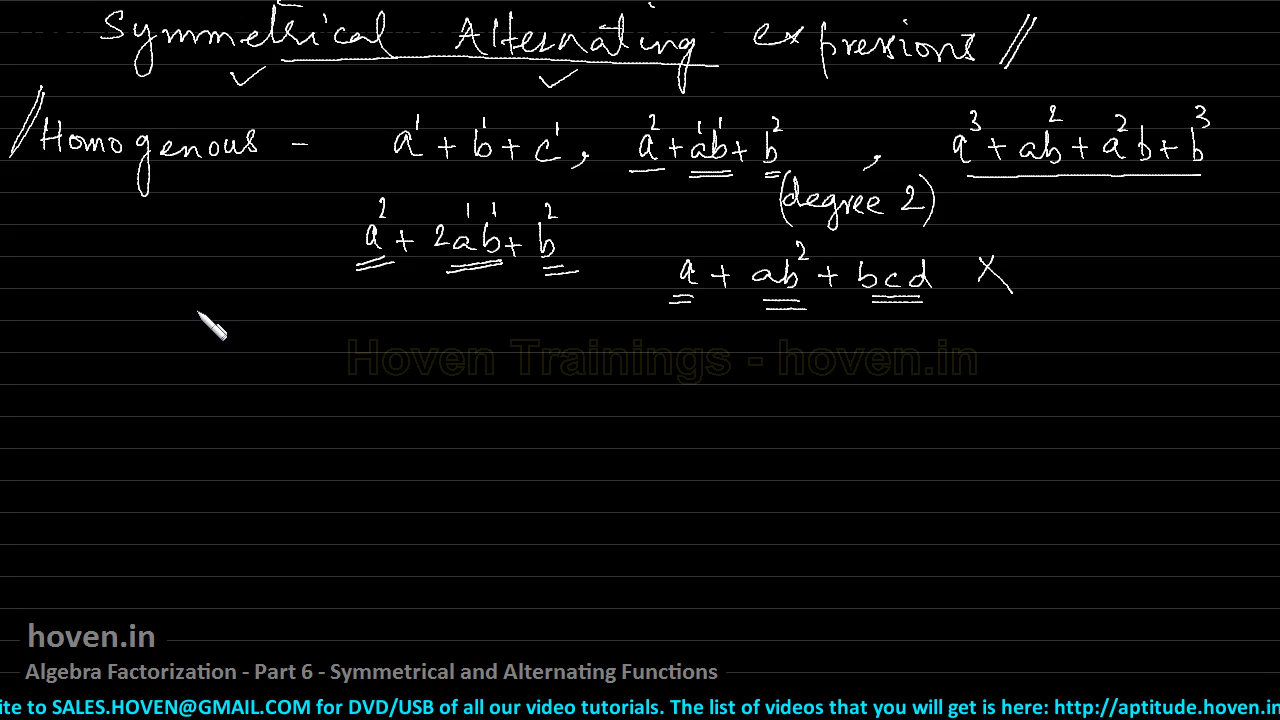 Symmetrical Alternating expressions //
// Homogenous - a¹ + b¹ + c¹, a² + a¹b¹ + b², a³ + ab² + a²b + b³
(degree 2)
a² + 2a¹b¹ + b²
a + ab² + bcd X
Hoven Trainings - hoven.in
hoven.in
Algebra Factorization - Part 6 - Symmetrical and Alternating Functions
ite to SALES.HOVEN@GMAIL.COM for DVD/USB of all our video tutorials. The list of videos that you will get is here: http://aptitude.hoven.in